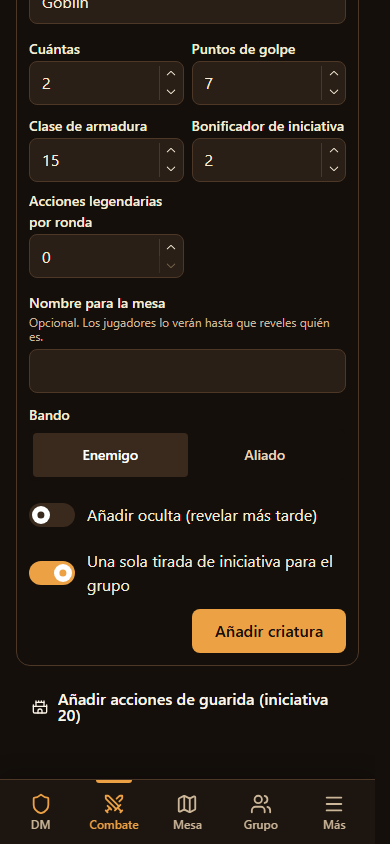 Goblin
Cuántas
Puntos de golpe
2
7
Clase de armadura
Bonificador de iniciativa
15
2
Acciones legendarias
por ronda
0
Nombre para la mesa
Opcional. Los jugadores lo verán hasta que reveles quién
es.
Bando
Enemigo
Aliado
Añadir oculta (revelar más tarde)
Una sola tirada de iniciativa para el
grupo
Añadir criatura
Añadir acciones de guarida (iniciativa
20)
DM
Combate
Mesa
Grupo
Más